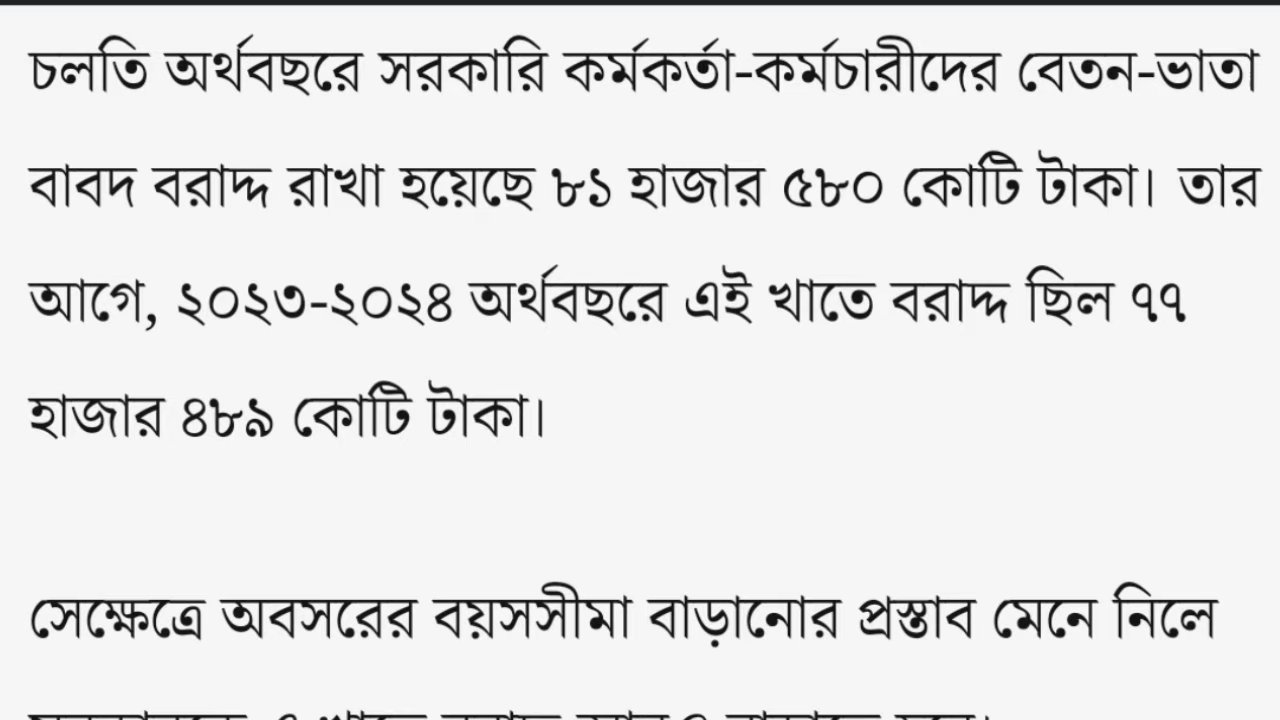 চলতি অর্থবছরে সরকারি কর্মকর্তা-কর্মচারীদের বেতন-ভাতা
বাবদ বরাদ্দ রাখা হয়েছে ৮১ হাজার ৫৮০ কোটি টাকা। তার
আগে, ২০২৩-২০২৪ অর্থবছরে এই খাতে বরাদ্দ ছিল ৭৭
হাজার ৪৮৯ কোটি টাকা।
সেক্ষেত্রে অবসরের বয়সসীমা বাড়ানোর প্রস্তাব মেনে নিলে